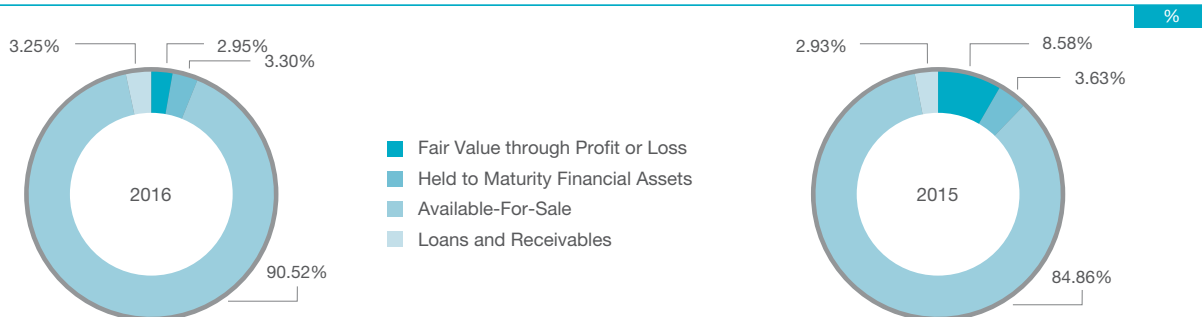 %
3.25%
2.95%
3.30%
2016
90.52%
Fair Value through Profit or Loss
Held to Maturity Financial Assets
Available-For-Sale
Loans and Receivables
2.93%
8.58%
3.63%
2015
84.86%